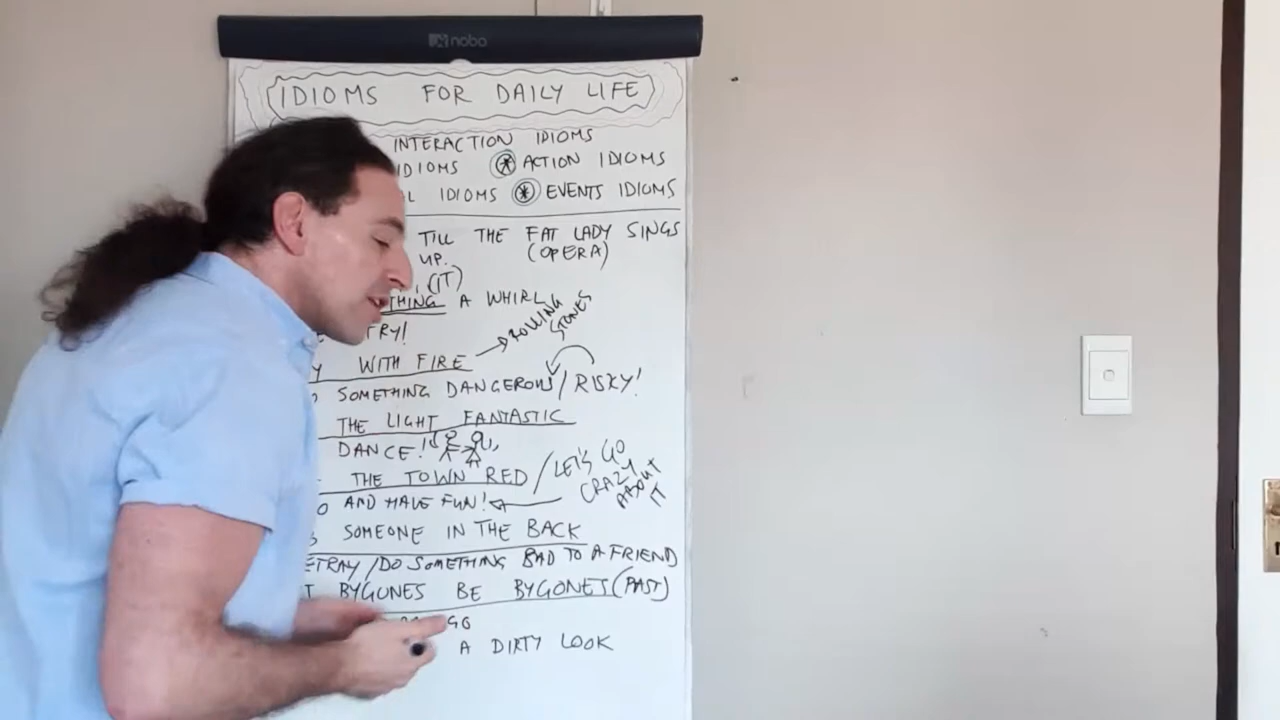 nobo
IDIOMS FOR DAILY LIFE
INTERACTION IDIOMS
IDIOMS ACTION IDIOMS
L IDIOMS EVENTS IDIOMS
TILL THE FAT LADY SINGS
UP. (OPERA)
(IT)
THING A WHIRL
TRY!
Y WITH FIRE → ROLLING STONES
SOMETHING DANGEROUS / RISKY!
THE LIGHT FANTASTIC
DANCE!
THE TOWN RED / LET'S GO CRAZY ABOUT IT
O AND HAVE FUN!
SOMEONE IN THE BACK
ETRAY / DO SOMETHING BAD TO A FRIEND
T BYGONES BE BYGONES (PAST)
GO
A DIRTY LOOK